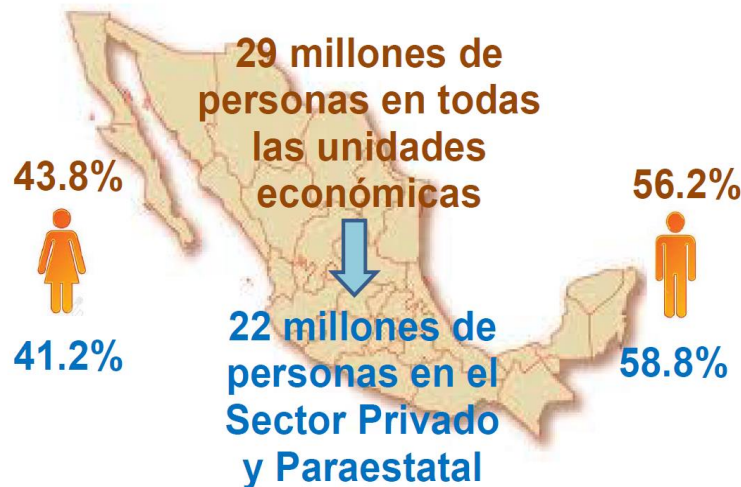 29 millones de
personas en todas
las unidades
económicas
43.8%
56.2%
22 millones de
personas en el
Sector Privado
y Paraestatal
41.2%
58.8%